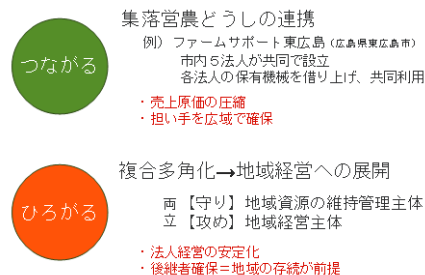 つながる
集落営農どうしの連携
例）ファームサポート東広島（広島県東広島市）
市内５法人が共同で設立
各法人の保有機械を借り上げ、共同利用
・売上原価の圧縮
・担い手を広域で確保
ひろがる
複合多角化→地域経営への展開
両立
【守り】地域資源の維持管理主体
【攻め】地域経営主体
・法人経営の安定化
・後継者確保＝地域の存続が前提